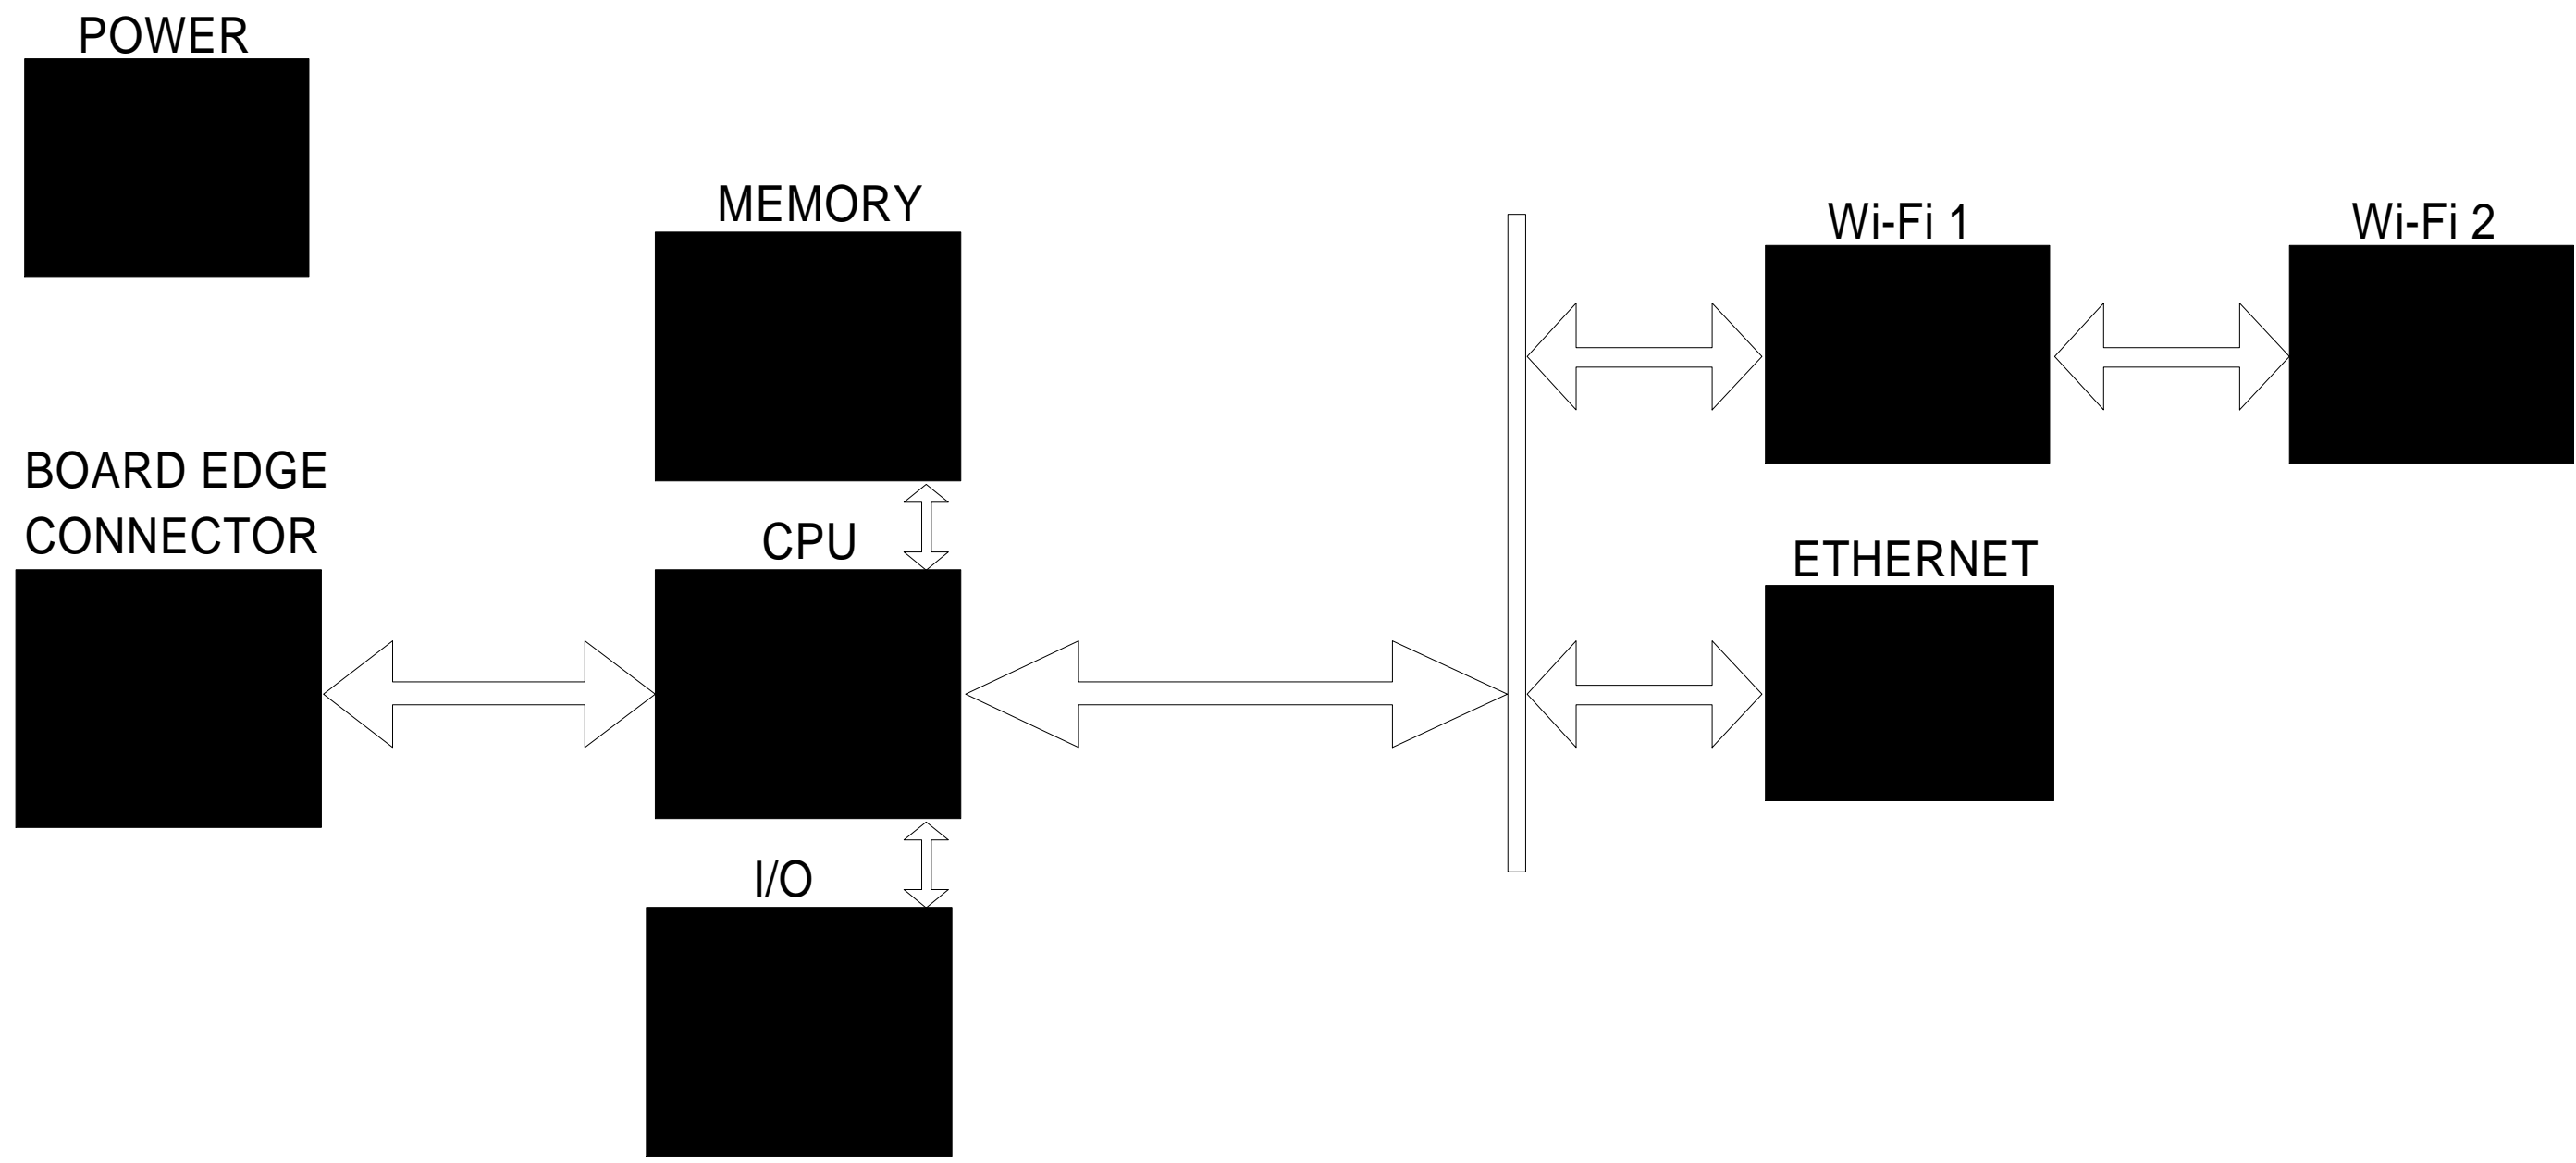 POWER
MEMORY
Wi-Fi 1
Wi-Fi 2
BOARD EDGE
CONNECTOR
CPU
ETHERNET
I/O